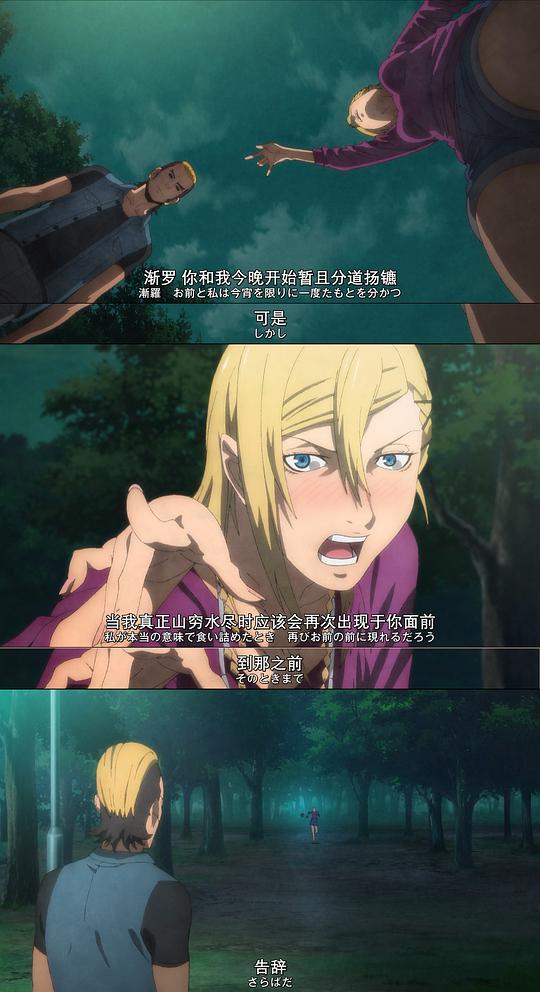 渐罗 你和我今晚开始暂且分道扬镳
漸羅　お前と私は今宵を限りに一度たもとを分かつ
可是
しかし
当我真正山穷水尽时应该会再次出现于你面前
私が本当の意味で食い詰めたとき　再びお前の前に現れるだろう
到那之前
そのときまで
告辞
さらばだ